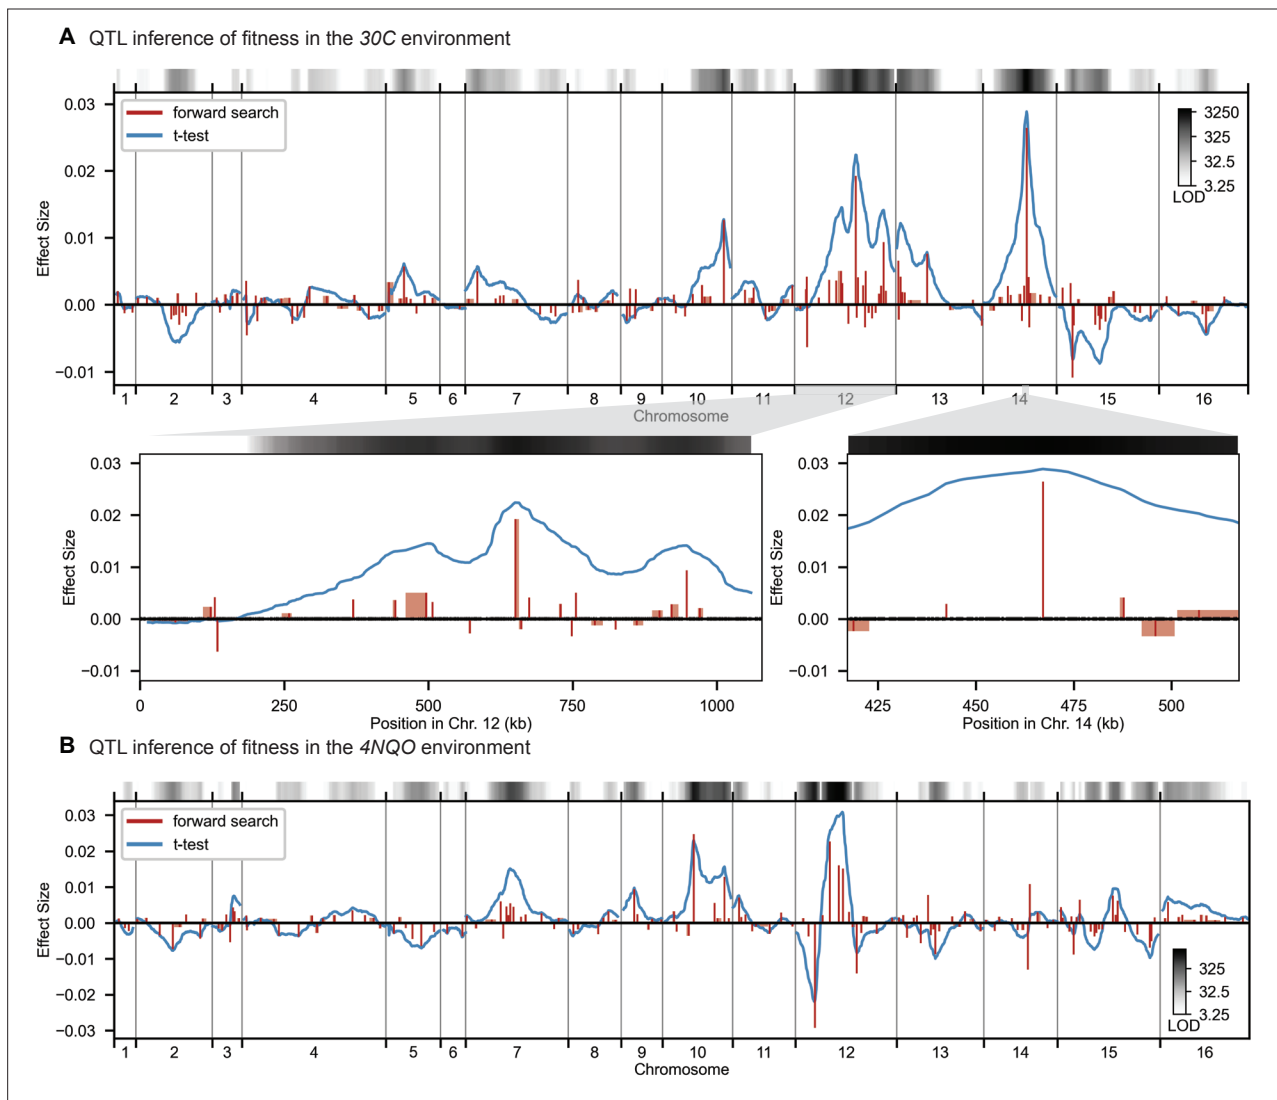 A QTL inference of fitness in the 30C environment
forward search
t-test
3250
325
32.5
3.25
LOD
Effect Size
0.03
0.02
0.01
0.00
−0.01
1 2 3 4 5 6 7 8 9 10 11 12 13 14 15 16
Chromosome
Effect Size
0.03
0.02
0.01
0.00
−0.01
0 250 500 750 1000
Position in Chr. 12 (kb)
Effect Size
0.03
0.02
0.01
0.00
−0.01
425 450 475 500
Position in Chr. 14 (kb)
B QTL inference of fitness in the 4NQO environment
forward search
t-test
Effect Size
0.03
0.02
0.01
0.00
−0.01
−0.02
−0.03
325
32.5
3.25
LOD
1 2 3 4 5 6 7 8 9 10 11 12 13 14 15 16
Chromosome